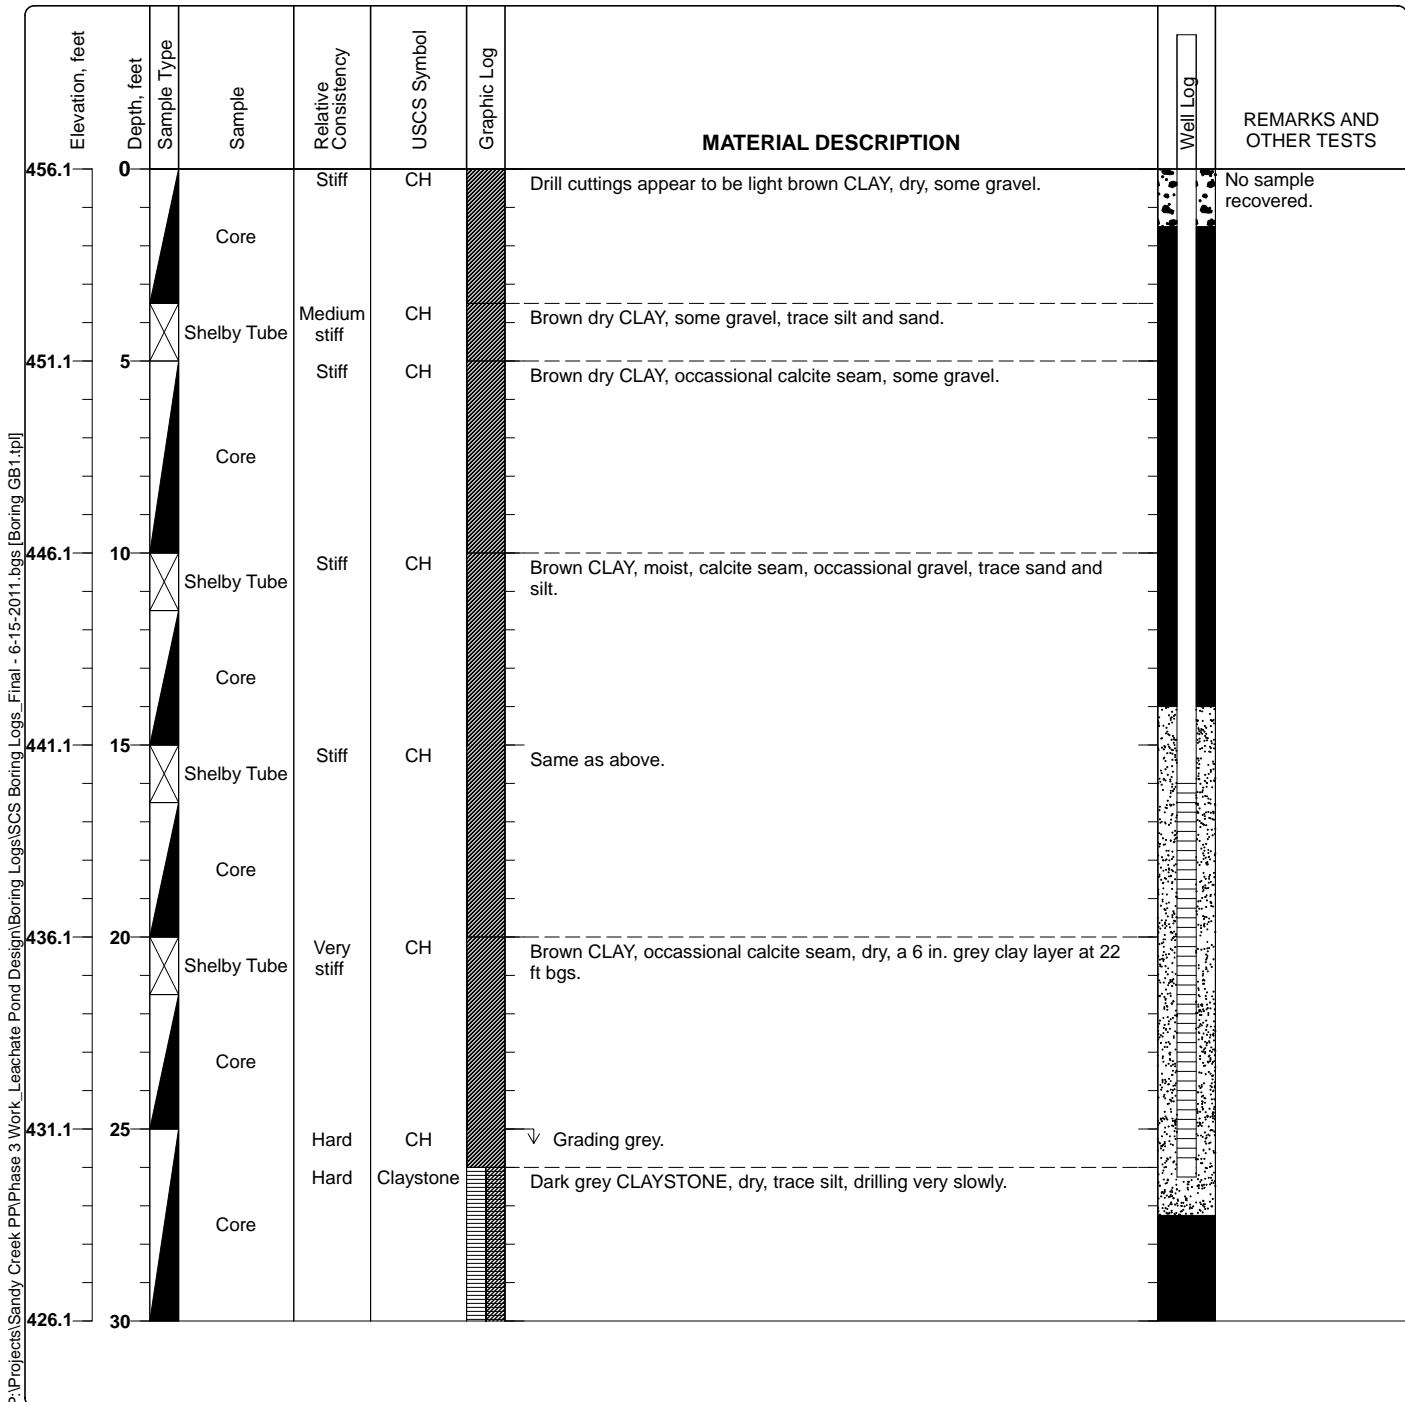 Elevation, feet
Depth, feet
Sample Type
Sample
Relative
Consistency
USCS Symbol
Graphic Log
MATERIAL DESCRIPTION
Well Log
REMARKS AND
OTHER TESTS
456.1
0
Stiff
CH
Drill cuttings appear to be light brown CLAY, dry, some gravel.
No sample
recovered.
Core
Medium
stiff
CH
Brown dry CLAY, some gravel, trace silt and sand.
Shelby Tube
451.1
5
Stiff
CH
Brown dry CLAY, occassional calcite seam, some gravel.
Core
446.1
10
Shelby Tube
Stiff
CH
Brown CLAY, moist, calcite seam, occassional gravel, trace sand and
silt.
Core
441.1
15
Shelby Tube
Stiff
CH
Same as above.
Core
436.1
20
Shelby Tube
Very
stiff
CH
Brown CLAY, occassional calcite seam, dry, a 6 in. grey clay layer at 22
ft bgs.
Core
431.1
25
Hard
CH
Grading grey.
Hard
Claystone
Dark grey CLAYSTONE, dry, trace silt, drilling very slowly.
Core
426.1
30
P:\Projects\Sandy Creek PP\Phase 3 Work_Leachate Pond Design\Boring Logs\SCS Boring Logs_Final - 6-15-2011.bgs [Boring GB1.tpl]